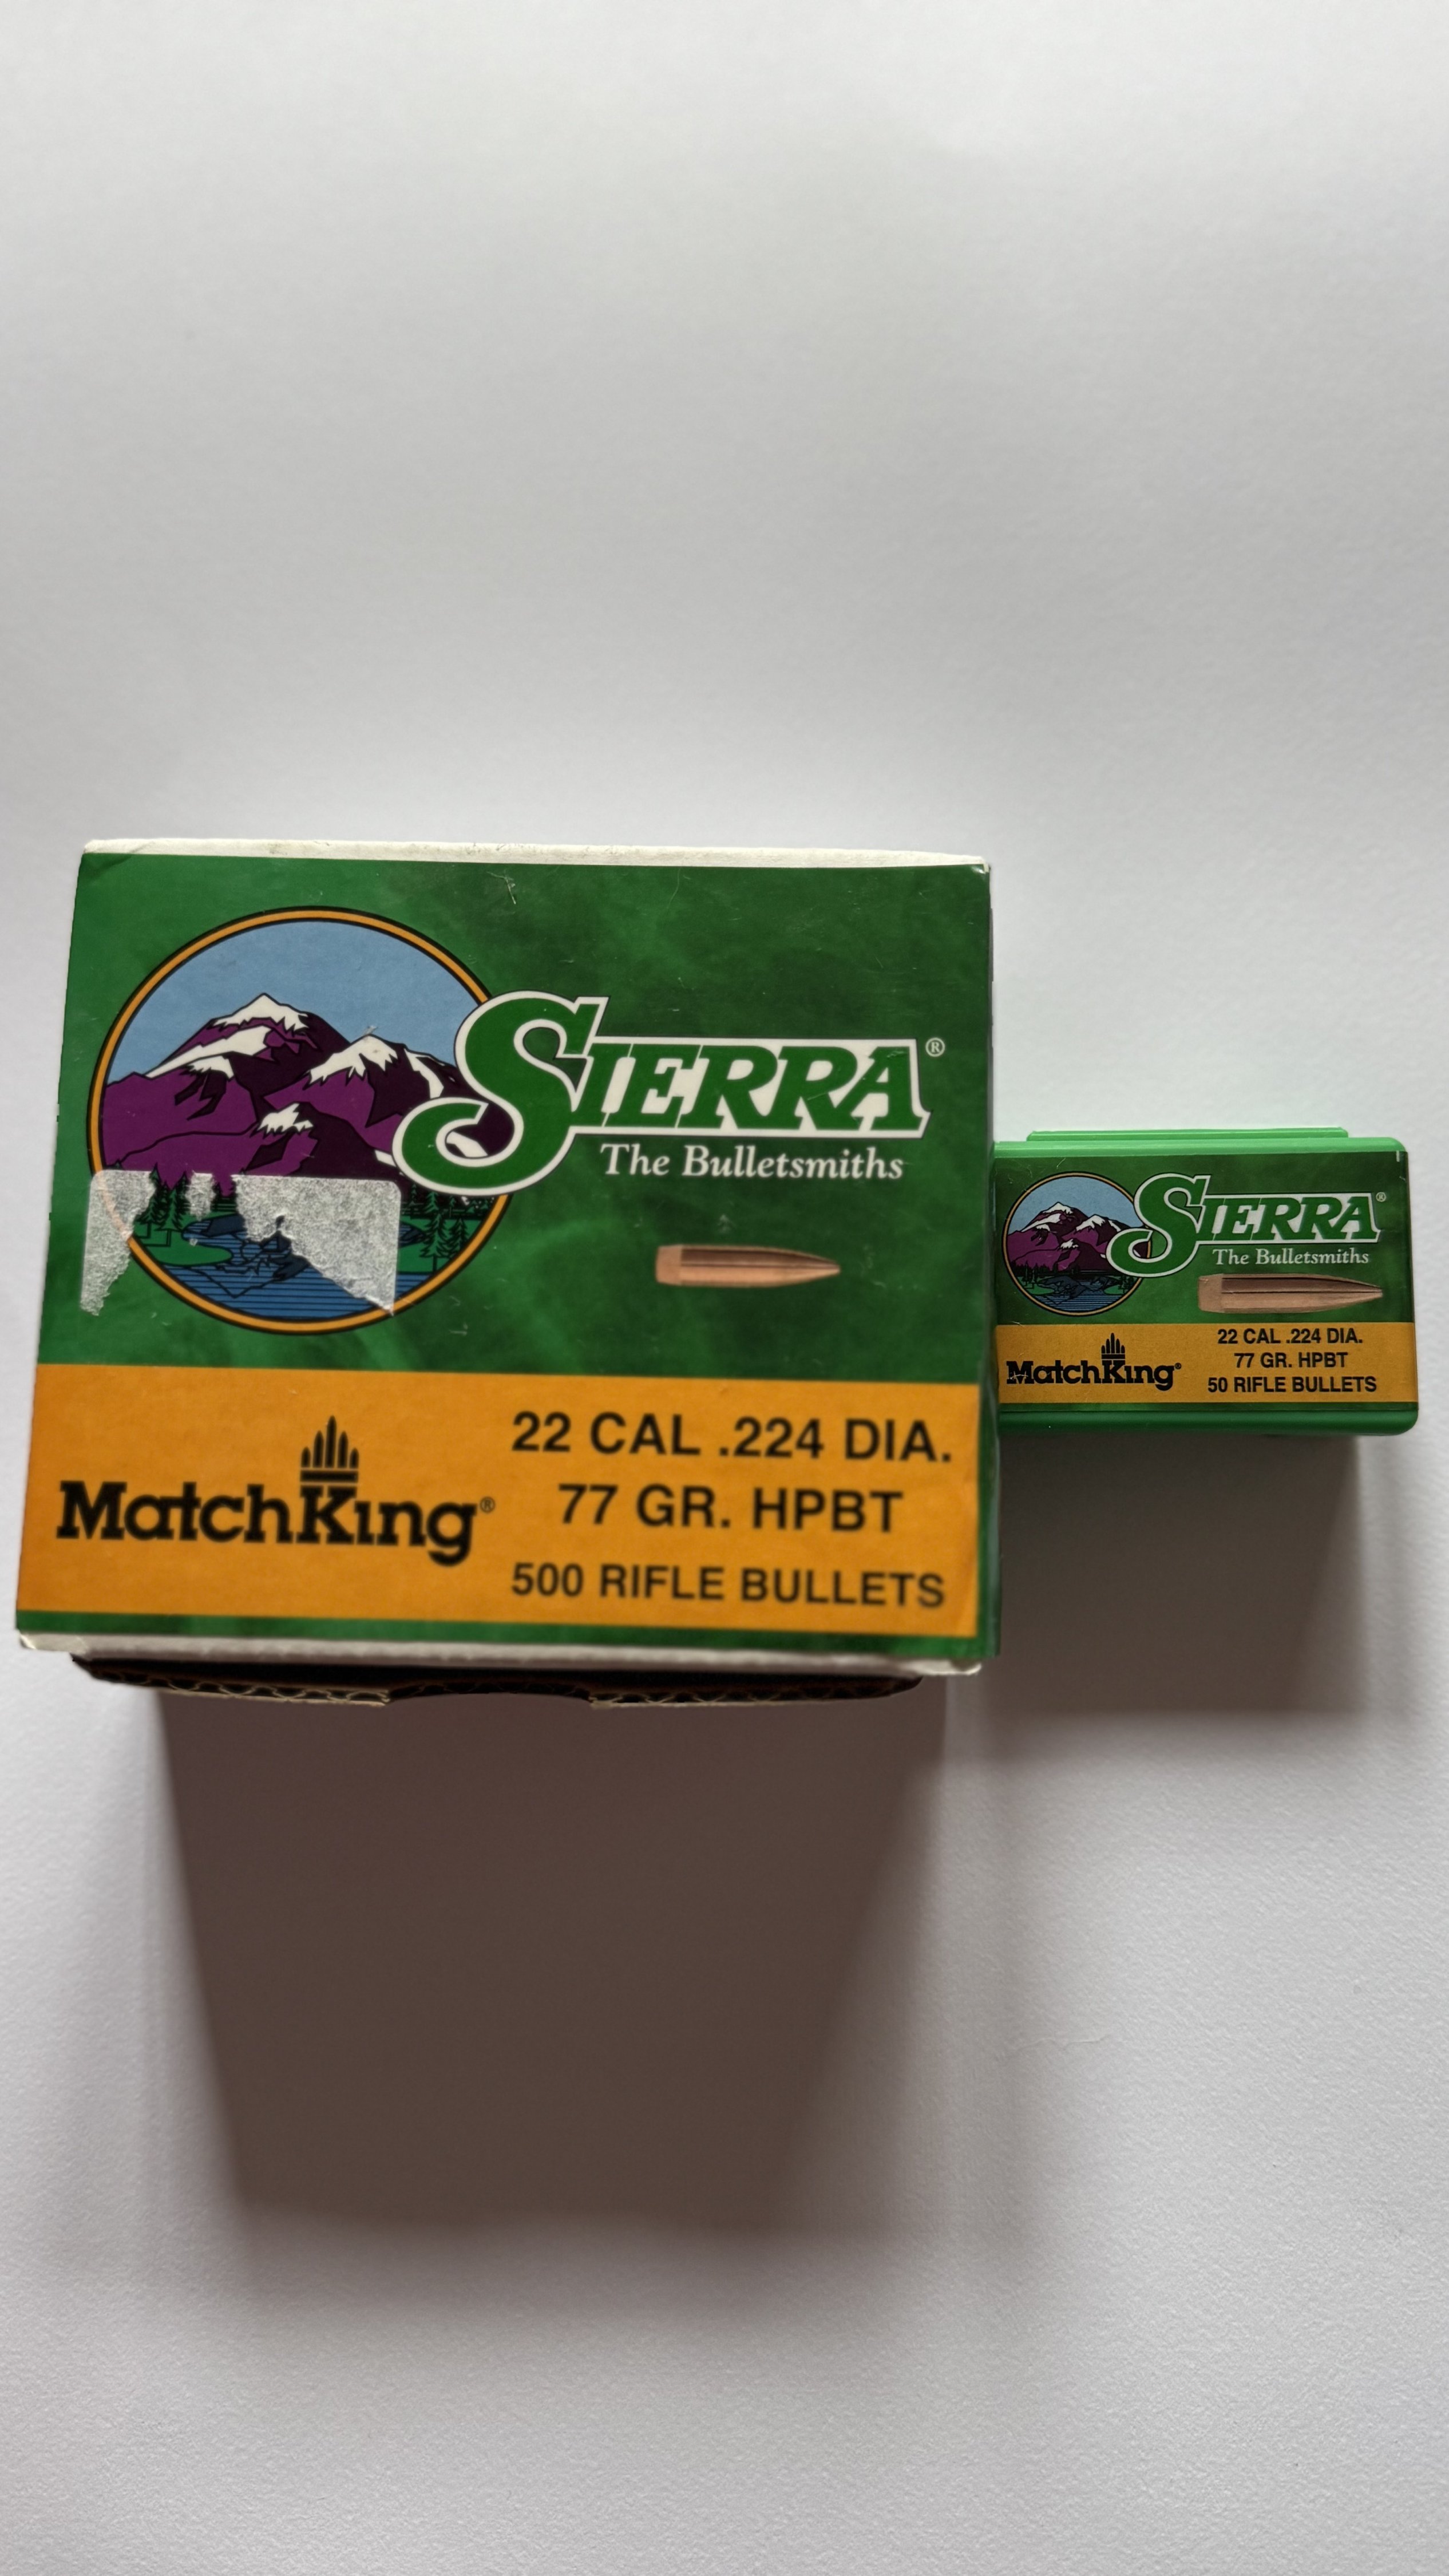 SIERRA®
The Bulletsmiths
MatchKing®
22 CAL .224 DIA.
77 GR. HPBT
500 RIFLE BULLETS
SIERRA®
The Bulletsmiths
MatchKing®
22 CAL .224 DIA.
77 GR. HPBT
50 RIFLE BULLETS